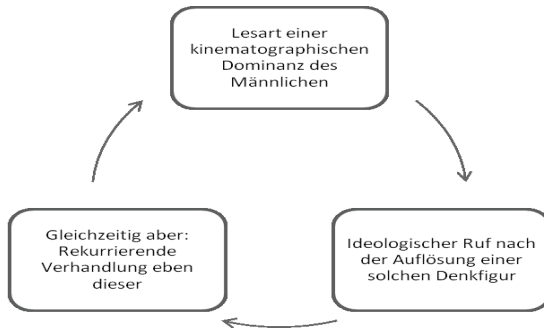 Lesart einer
kinematographischen
Dominanz des
Männlichen
Ideologischer Ruf nach
der Auflösung einer
solchen Denkfigur
Gleichzeitig aber:
Rekurrierende
Verhandlung eben
dieser